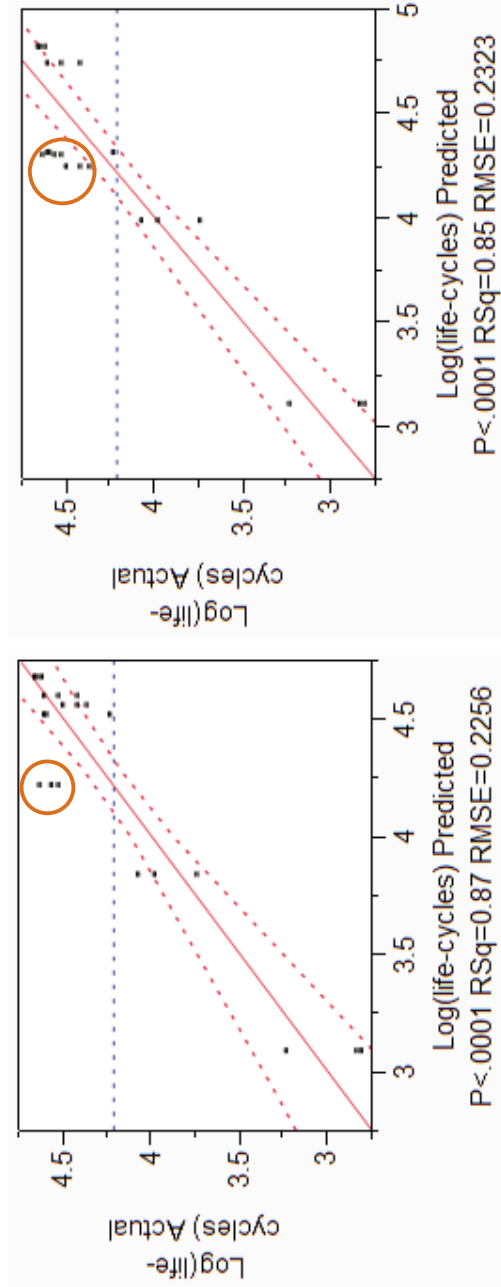 Log(life-
cycles) Actual
4.5
4
3.5
3
3
3.5
4
4.5
Log(life-cycles) Predicted
P<.0001 RSq=0.87 RMSE=0.2256
Log(life-
cycles) Actual
4.5
4
3.5
3
3
3.5
4
4.5
5
Log(life-cycles) Predicted
P<.0001 RSq=0.85 RMSE=0.2323